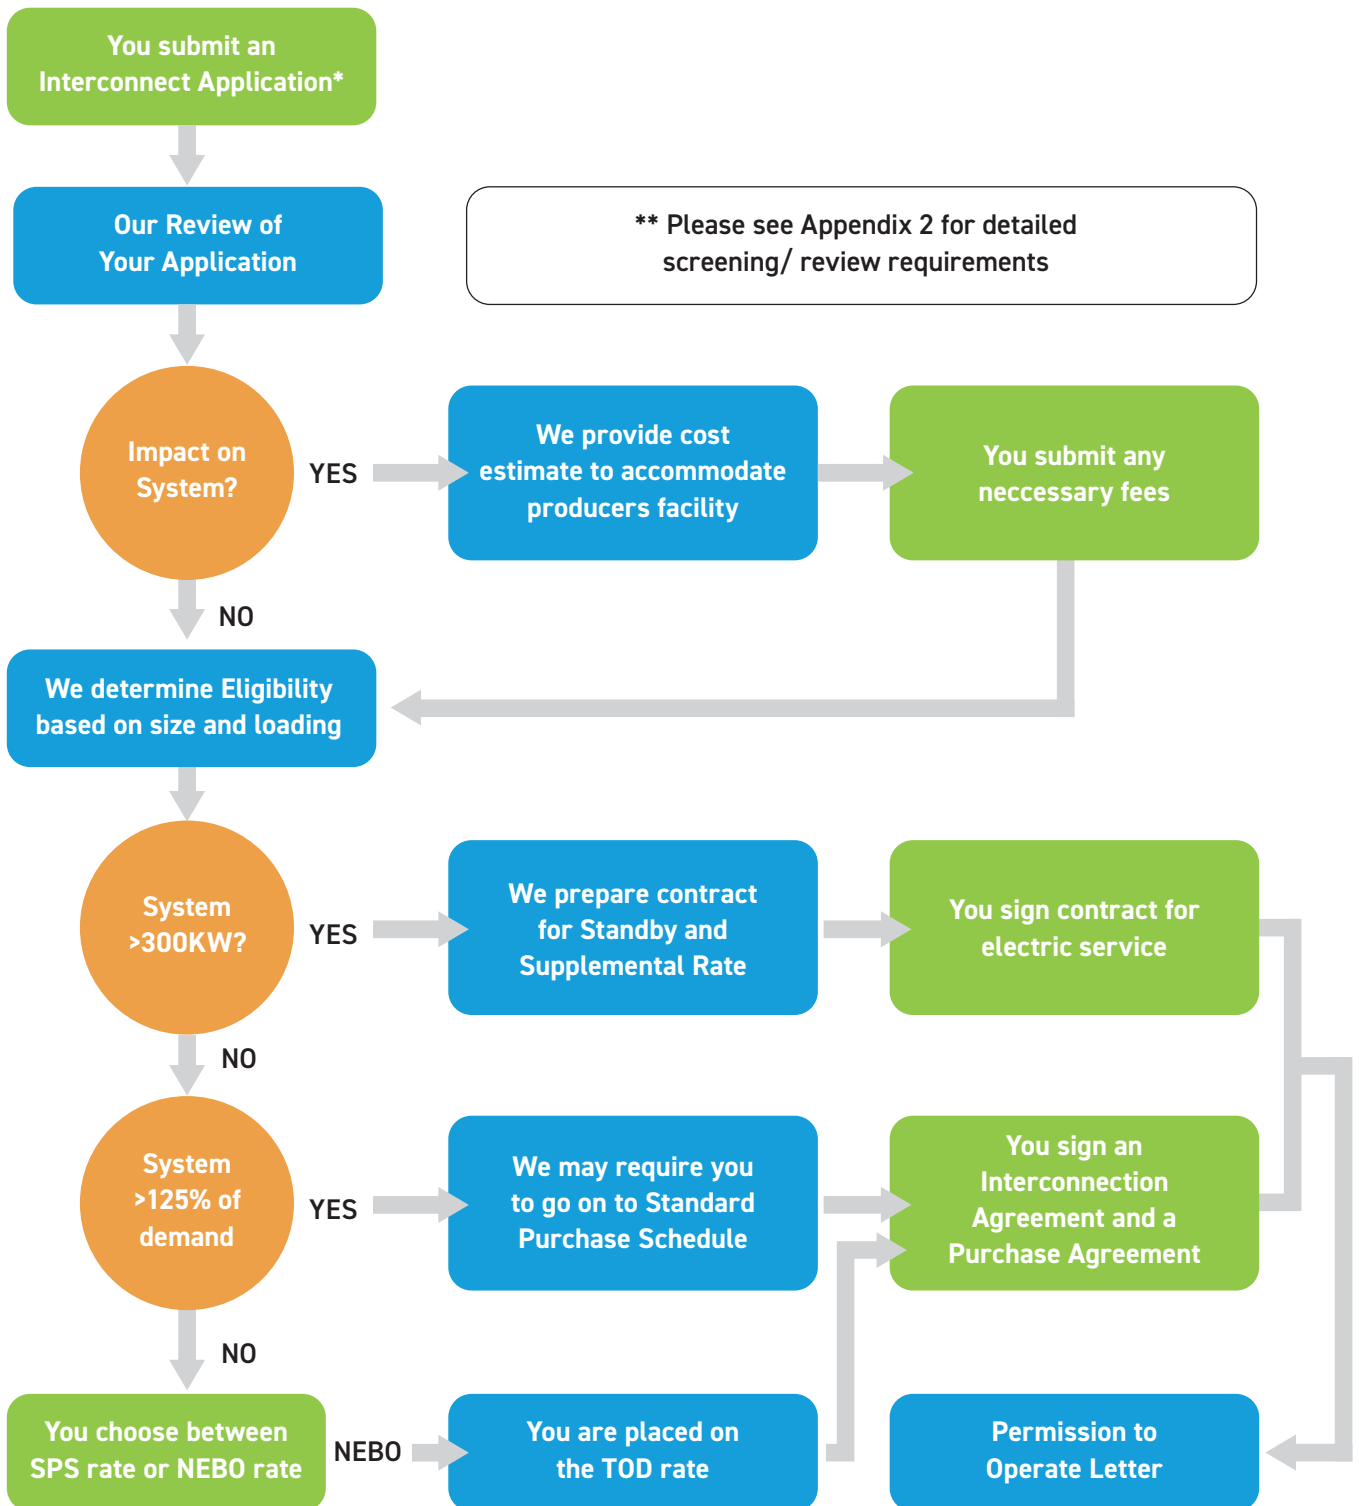 You submit an
Interconnect Application*
Our Review of
Your Application
** Please see Appendix 2 for detailed
screening/ review requirements
Impact on
System?
YES
We provide cost
estimate to accommodate
producers facility
You submit any
neccessary fees
NO
We determine Eligibility
based on size and loading
System
>300KW?
YES
We prepare contract
for Standby and
Supplemental Rate
You sign contract for
electric service
NO
System
>125% of
demand
YES
We may require you
to go on to Standard
Purchase Schedule
You sign an
Interconnection
Agreement and a
Purchase Agreement
NO
You choose between
SPS rate or NEBO rate
NEBO
You are placed on
the TOD rate
Permission to
Operate Letter